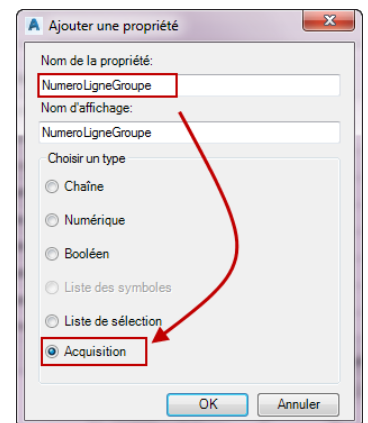 Ajouter une propriété
Nom de la propriété:
NumeroLigneGroupe
Nom d'affichage:
NumeroLigneGroupe
Choisir un type
Chaîne
Numérique
Booléen
Liste des symboles
Liste de sélection
Acquisition
OK
Annuler